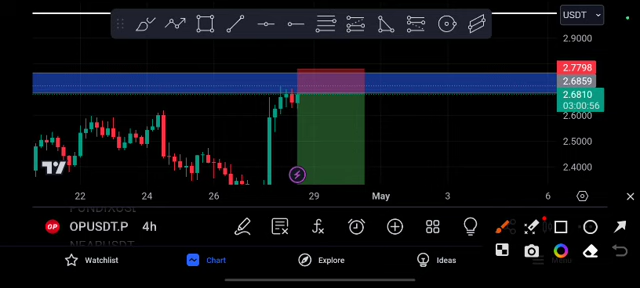 USDT
2.9000
2.7798
2.6859
2.6810
03:00:56
2.6000
2.5000
2.4000
22 24 26 29 May 3 6
OP OPUSDT.P 4h
Watchlist Chart Explore Ideas